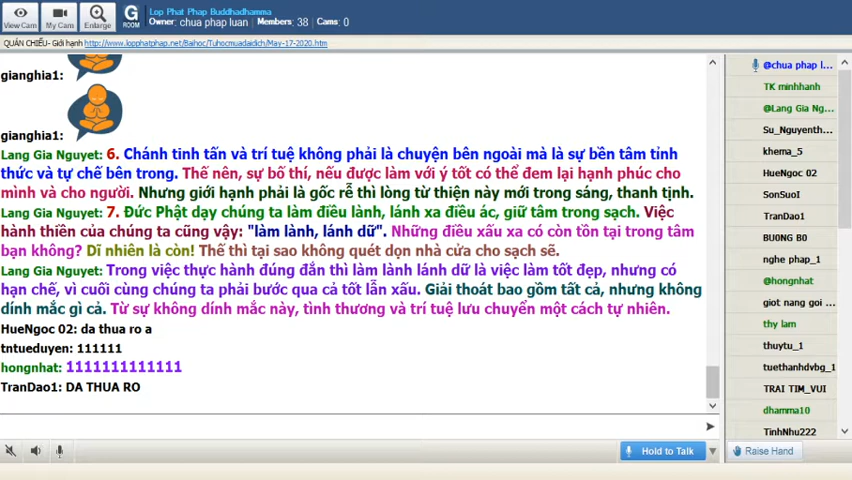 View Cam
My Cam
Enlarge
G
ROOM
Lop Phat Phap Buddhadhamma
Owner: chua phap luan Members: 38 Cams: 0
QUÁN CHIẾU- Giới hạnh http://www.lopphatphap.net/Baihoc/Tuhocmuadaidich/May-17-2020.htm
gianghia1:
gianghia1:
Lang Gia Nguyet: 6. Chánh tinh tấn và trí tuệ không phải là chuyện bên ngoài mà là sự bền tâm tỉnh
thức và tự chế bên trong. Thế nên, sự bố thí, nếu được làm với ý tốt có thể đem lại hạnh phúc cho
mình và cho người. Nhưng giới hạnh phải là gốc rễ thì lòng từ thiện này mới trong sáng, thanh tịnh.
Lang Gia Nguyet: 7. Đức Phật dạy chúng ta làm điều lành, lánh xa điều ác, giữ tâm trong sạch. Việc
hành thiền của chúng ta cũng vậy: "làm lành, lánh dữ". Những điều xấu xa có còn tồn tại trong tâm
bạn không? Dĩ nhiên là còn! Thế thì tại sao không quét dọn nhà cửa cho sạch sẽ.
Lang Gia Nguyet: Trong việc thực hành đúng đắn thì làm lành lánh dữ là việc làm tốt đẹp, nhưng có
hạn chế, vì cuối cùng chúng ta phải bước qua cả tốt lẫn xấu. Giải thoát bao gồm tất cả, nhưng không
dính mắc gì cả. Từ sự không dính mắc này, tình thương và trí tuệ lưu chuyển một cách tự nhiên.
HueNgoc 02: da thua ro a
tntueduyen: 111111
hongnhat: 1111111111111
TranDao1: DA THUA RO
@chua phap l...
TK minhhanh
@Lang Gia Ng...
Su_Nguyenth...
khema_5
HueNgoc 02
SonSuoI
TranDao1
BU0NG B0
nghe phap_1
@hongnhat
giot nang goi ...
thy lam
thuytu_1
tuethanhdvbg_1
TRAI TIM_VUI
dhamma10
TinhNhu222
Hold to Talk
Raise Hand